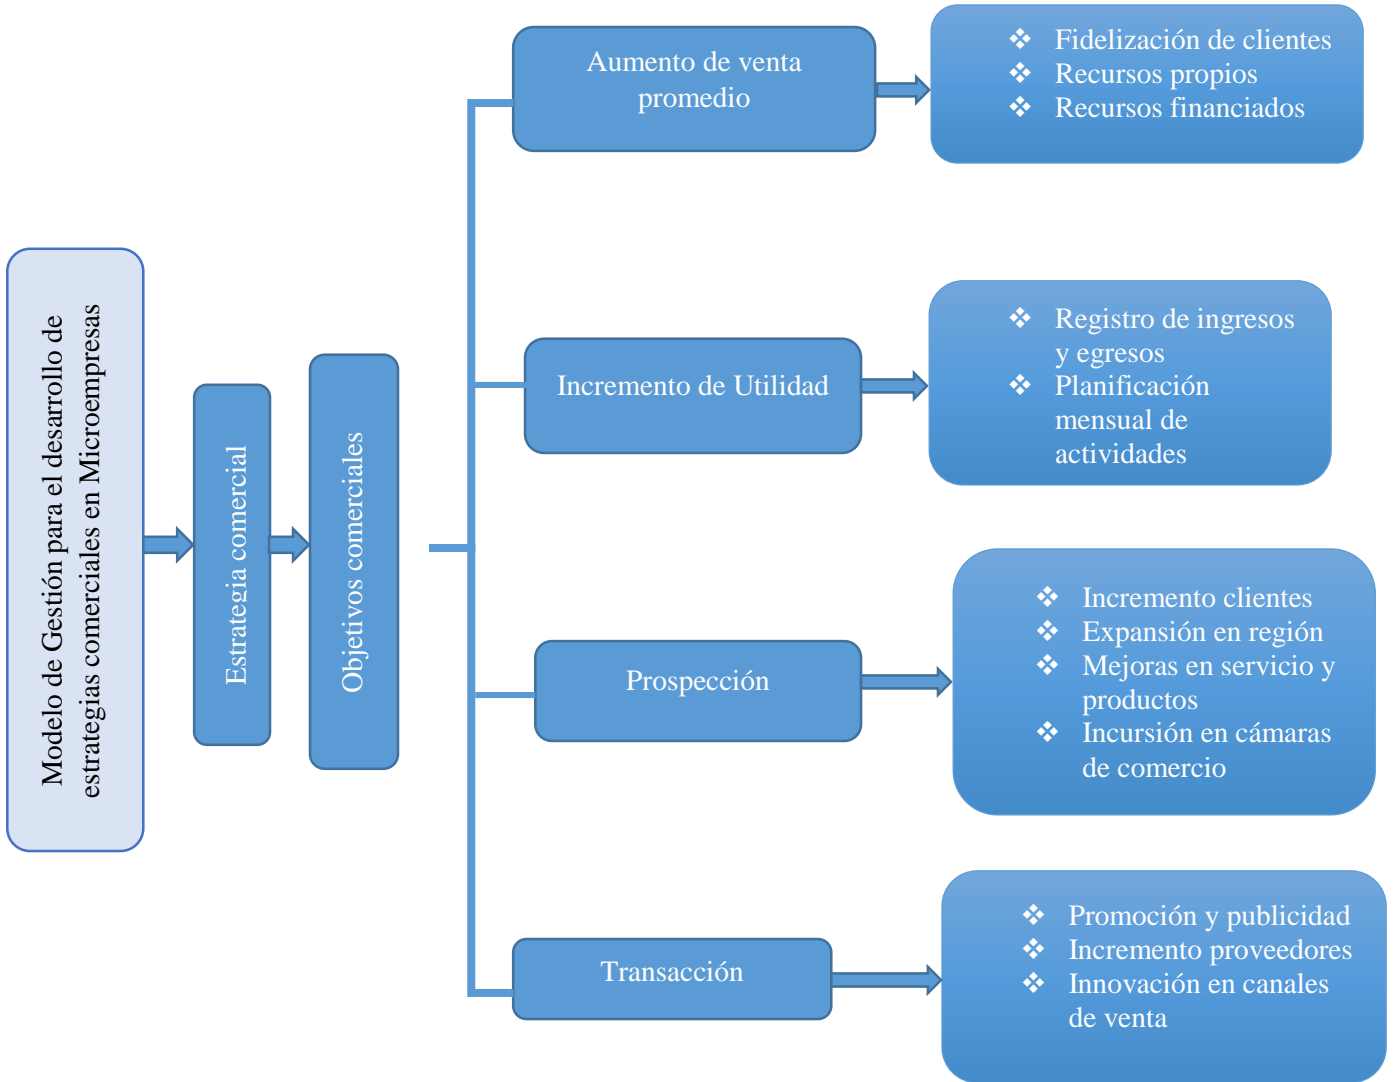 Modelo de Gestión para el desarrollo de
estrategias comerciales en Microempresas
Estrategia comercial
Objetivos comerciales
Aumento de venta
promedio
❖ Fidelización de clientes
❖ Recursos propios
❖ Recursos financiados
Incremento de Utilidad
❖ Registro de ingresos
y egresos
❖ Planificación
mensual de
actividades
Prospección
❖ Incremento clientes
❖ Expansión en región
❖ Mejoras en servicio y
productos
❖ Incursión en cámaras
de comercio
Transacción
❖ Promoción y publicidad
❖ Incremento proveedores
❖ Innovación en canales
de venta